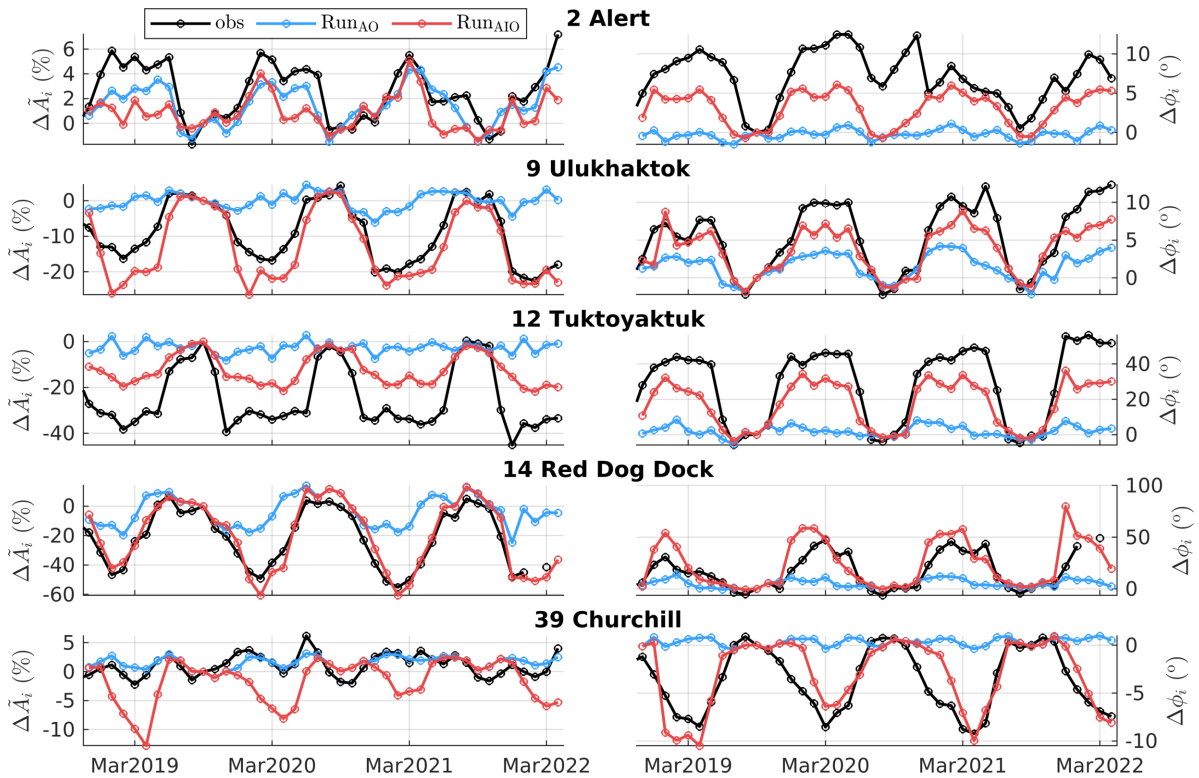 obs Run_AO Run_AIO
2 Alert
ΔÃ_i (%)
6
4
2
0
Δϕ_i (°)
10
5
0
9 Ulukhaktok
ΔÃ_i (%)
0
-10
-20
Δϕ_i (°)
10
5
0
12 Tuktoyaktuk
ΔÃ_i (%)
0
-20
-40
Δϕ_i (°)
40
20
0
14 Red Dog Dock
ΔÃ_i (%)
0
-20
-40
-60
Δϕ_i (°)
100
50
0
39 Churchill
ΔÃ_i (%)
5
0
-5
-10
Δϕ_i (°)
0
-5
-10
Mar2019 Mar2020 Mar2021 Mar2022 Mar2019 Mar2020 Mar2021 Mar2022